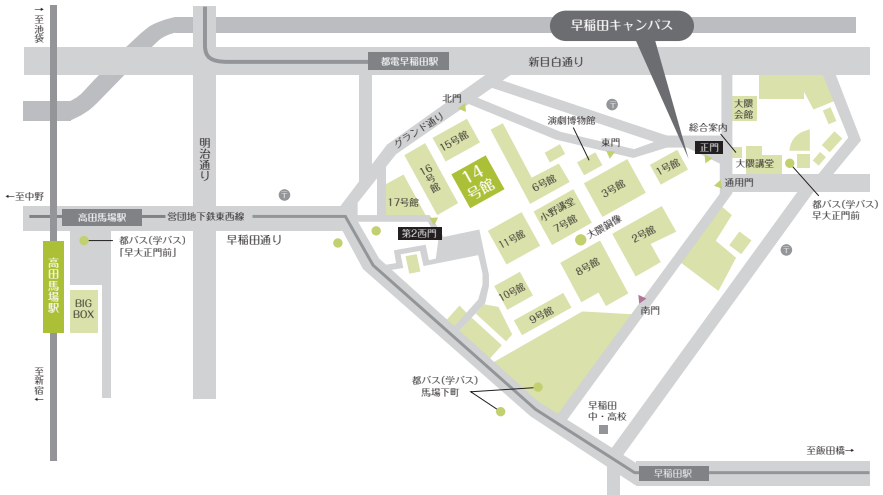 →至池袋
早稲田キャンパス
都電早稲田駅
新目白通り
北門
グランド通り
明治通り
15号館
16号館
14号館
17号館
演劇博物館
東門
総合案内
大隈会館
正門
大隈講堂
通用門
都バス(学バス)
早大正門前
1号館
3号館
6号館
小野講堂
7号館
大隈銅像
2号館
11号館
8号館
10号館
9号館
南門
第2西門
←至中野
高田馬場駅
営団地下鉄東西線
早稲田通り
都バス(学バス)
「早大正門前」
高田馬場駅
BIG
BOX
至新宿←
都バス(学バス)
馬場下町
早稲田
中・高校
至飯田橋→
早稲田駅